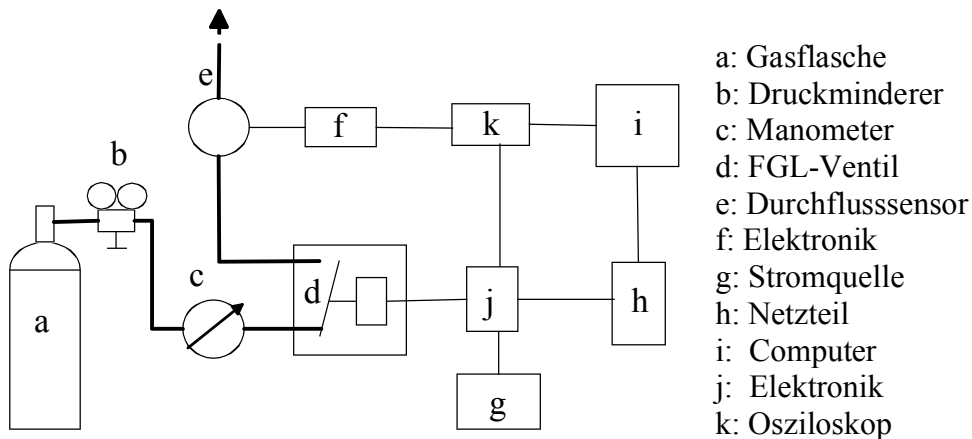 e
b
f
k
i
c
d
a
j
h
g
a: Gasflasche
b: Druckminderer
c: Manometer
d: FGL-Ventil
e: Durchflusssensor
f: Elektronik
g: Stromquelle
h: Netzteil
i: Computer
j: Elektronik
k: Osziloskop